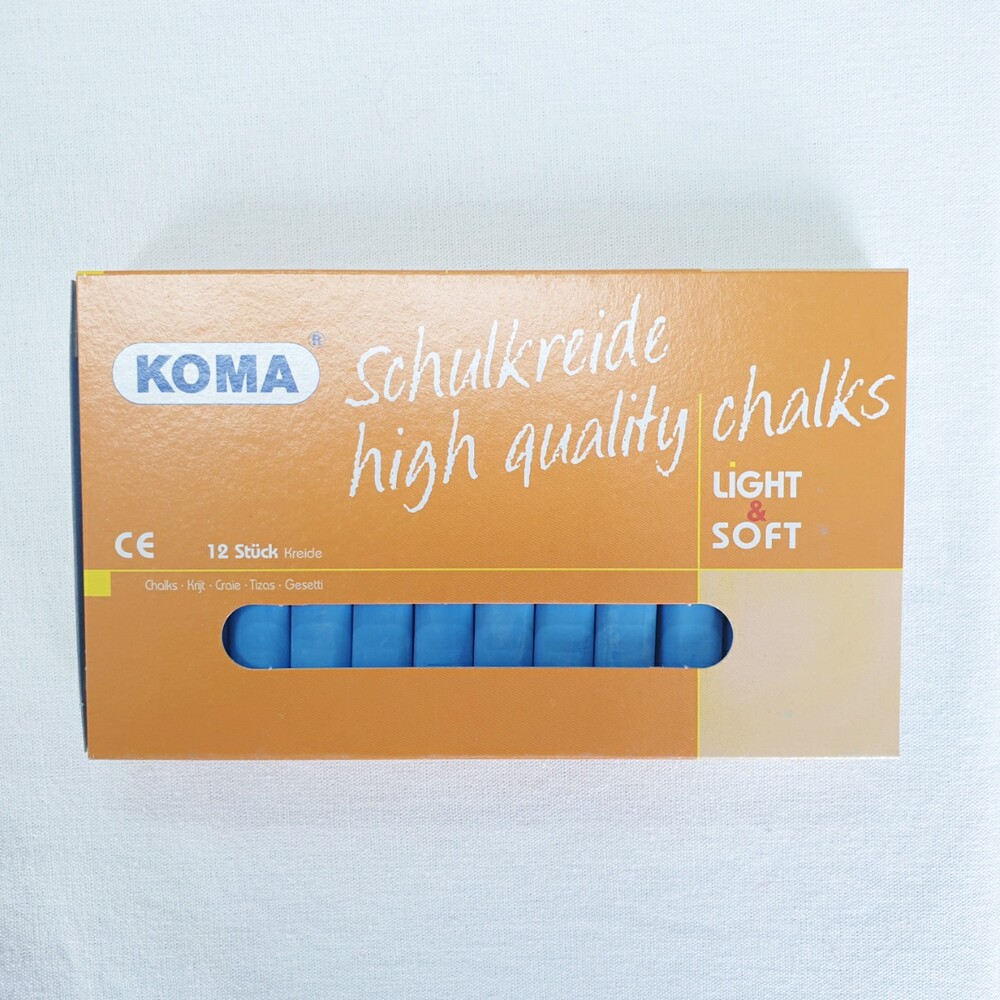 KOMA®
Schulkreide
high quality chalks
LiGHT
&
SOFT
CE
12 Stück Kreide
Chalks · Krijt · Craie · Tizas · Gesetti